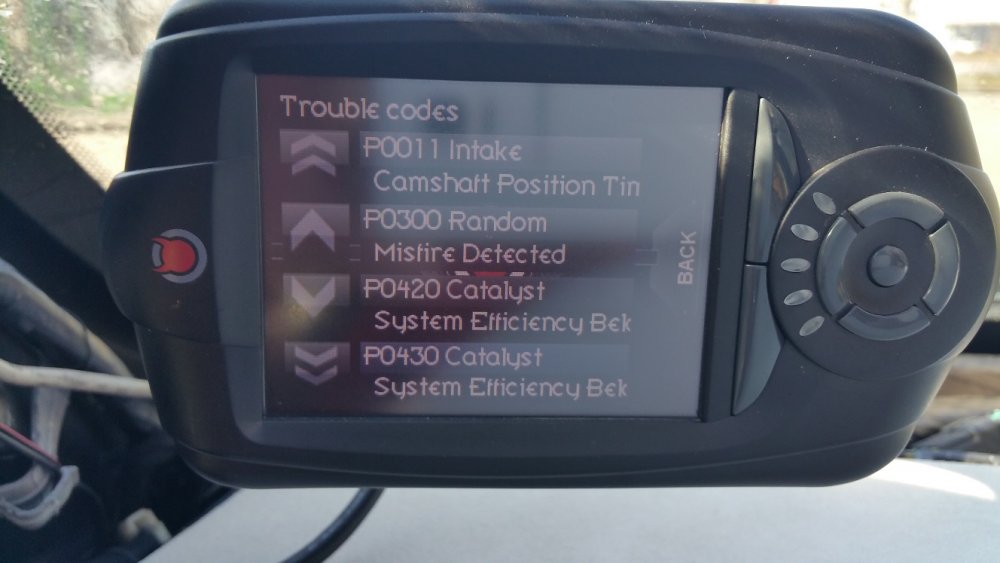 Trouble codes
P0011 Intake
Camshaft Position Tin
P0300 Random
Misfire Detected
P0420 Catalyst
System Efficiency Bek
P0430 Catalyst
System Efficiency Bek
BACK